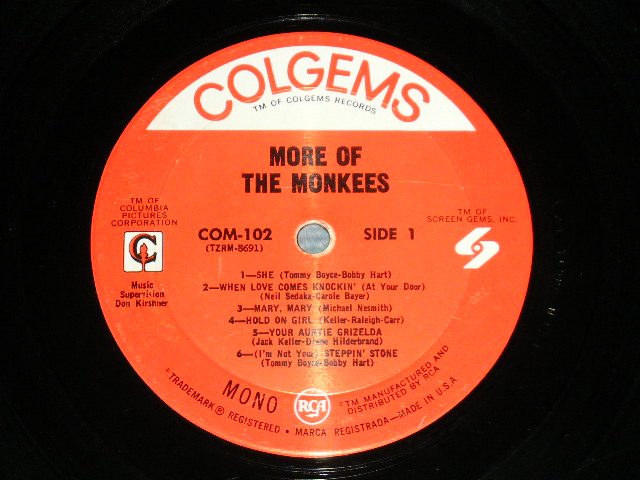 COLGEMS
TM OF COLGEMS RECORDS
MORE OF
THE MONKEES
TM OF
COLUMBIA
PICTURES
CORPORATION
TM OF
SCREEN GEMS, INC.
COM-102
(TZRM-8691)
SIDE 1
Music
Supervision
Don Kirshner
1—SHE (Tommy Boyce-Bobby Hart)
2—WHEN LOVE COMES KNOCKIN' (At Your Door)
(Neil Sedaka-Carole Bayer)
3—MARY, MARY (Michael Nesmith)
4—HOLD ON GIRL (Keller-Raleigh-Carr)
5—YOUR AUNTIE GRIZELDA
(Jack Keller-Diane Hilderbrand)
6—(I'm Not Your) STEPPIN' STONE
(Tommy Boyce-Bobby Hart)
MONO
RCA
®TM MANUFACTURED AND
DISTRIBUTED BY RCA
®TRADEMARK ® REGISTERED • MARCA REGISTRADA—MADE IN U.S.A